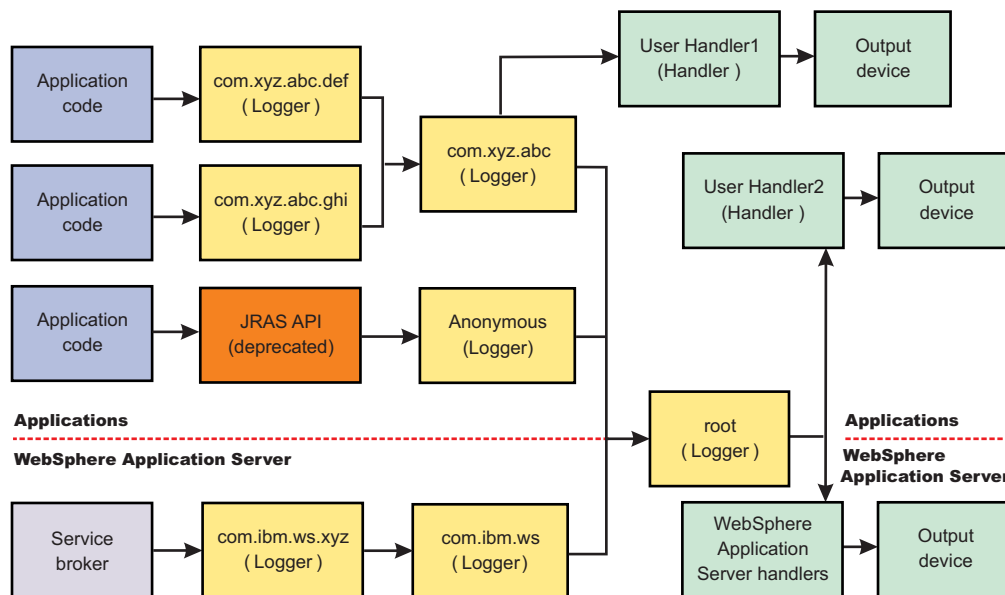 Application
code
com.xyz.abc.def
( Logger )
User Handler1
(Handler )
Output
device
com.xyz.abc
( Logger )
Application
code
com.xyz.abc.ghi
( Logger )
User Handler2
(Handler )
Output
device
Application
code
JRAS API
(deprecated)
Anonymous
(Logger)
Applications
WebSphere Application Server
root
( Logger )
Applications
WebSphere
Application Server
Service
broker
com.ibm.ws.xyz
( Logger )
com.ibm.ws
( Logger )
WebSphere
Application
Server handlers
Output
device